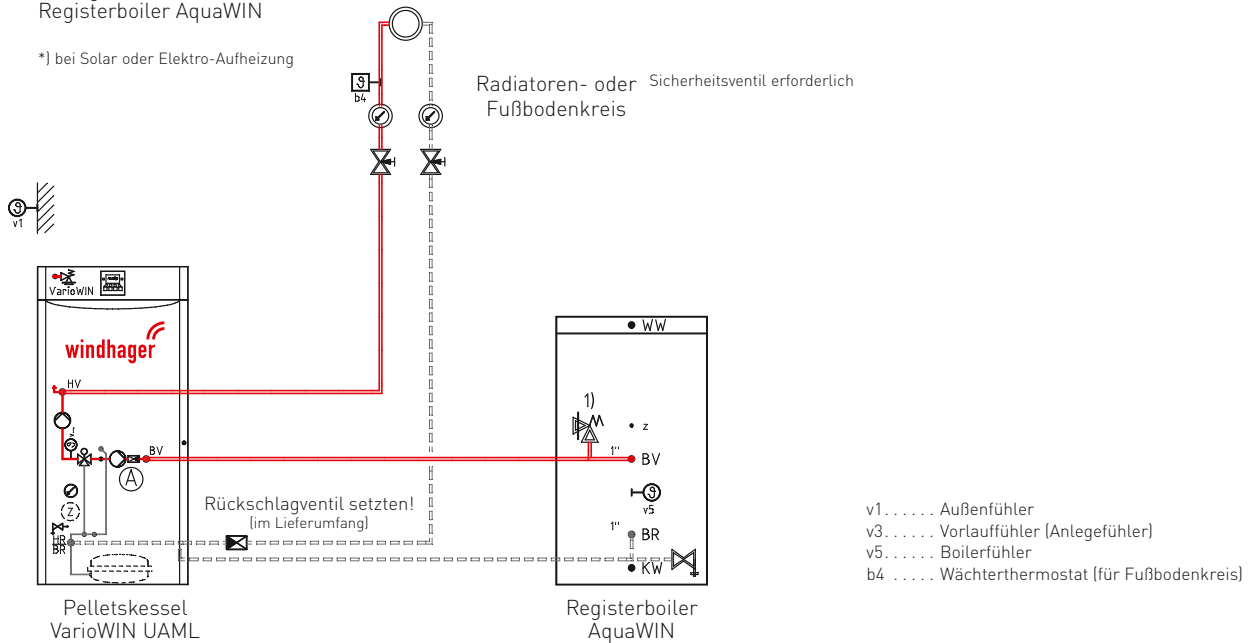 Registerboiler AquaWIN
*) bei Solar oder Elektro-Aufheizung
b4
Radiatoren- oder
Fußbodenkreis
Sicherheitsventil erforderlich
v1
VarioWIN
windhager
HV
BV
A
Z
HR
BR
Rückschlagventil setzten!
(im Lieferumfang)
WW
1)
z
1"
BV
v5
1"
BR
KW
Pelletskessel
VarioWIN UAML
Registerboiler
AquaWIN
v1...... Außenfühler
v3...... Vorlauffühler (Anlegefühler)
v5...... Boilerfühler
b4 ..... Wächterthermostat (für Fußbodenkreis)